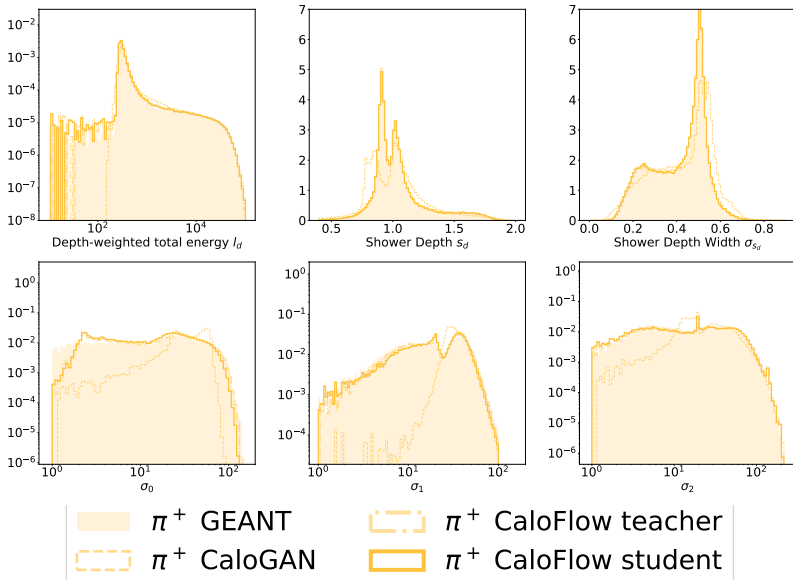 10⁻²
10⁻³
10⁻⁴
10⁻⁵
10⁻⁶
10⁻⁷
10⁻⁸
10² 10⁴
Depth-weighted total energy l_d
7
6
5
4
3
2
1
0
0.5 1.0 1.5 2.0
Shower Depth s_d
7
6
5
4
3
2
1
0
0.0 0.2 0.4 0.6 0.8
Shower Depth Width σ_{s_d}
10⁰
10⁻¹
10⁻²
10⁻³
10⁻⁴
10⁻⁵
10⁻⁶
10⁰ 10¹ 10²
σ₀
10⁰
10⁻¹
10⁻²
10⁻³
10⁻⁴
10⁰ 10¹ 10²
σ₁
10⁰
10⁻¹
10⁻²
10⁻³
10⁻⁴
10⁻⁵
10⁻⁶
10⁰ 10¹ 10²
σ₂
π⁺ GEANT
π⁺ CaloGAN
π⁺ CaloFlow teacher
π⁺ CaloFlow student